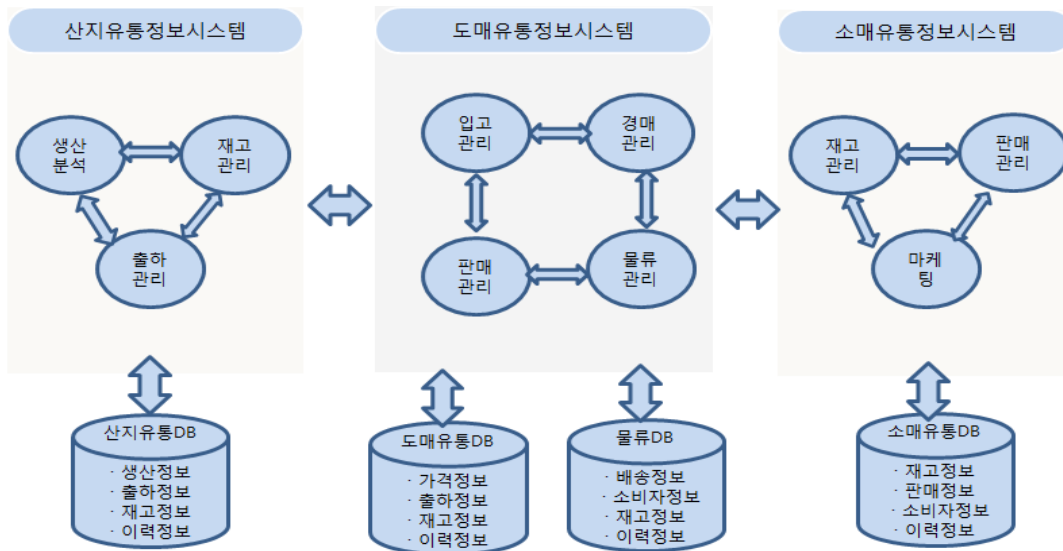 산지유통정보시스템
도매유통정보시스템
소매유통정보시스템
생산
분석
재고
관리
출하
관리
입고
관리
경매
관리
판매
관리
물류
관리
재고
관리
판매
관리
마케
팅
산지유통DB
· 생산정보
· 출하정보
· 재고정보
· 이력정보
도매유통DB
· 가격정보
· 출하정보
· 재고정보
· 이력정보
물류DB
· 배송정보
· 소비자정보
· 재고정보
· 이력정보
소매유통DB
· 재고정보
· 판매정보
· 소비자정보
· 이력정보